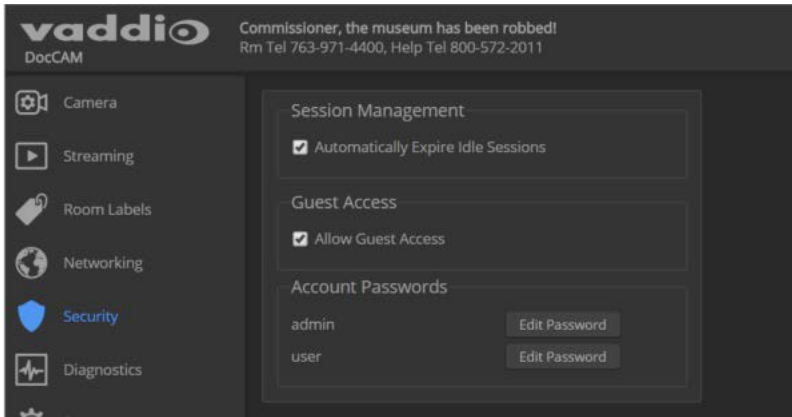 vaddio
DocCAM
Commissioner, the museum has been robbed!
Rm Tel 763-971-4400, Help Tel 800-572-2011
Camera
Streaming
Room Labels
Networking
Security
Diagnostics
Session Management
Automatically Expire Idle Sessions
Guest Access
Allow Guest Access
Account Passwords
admin Edit Password
user Edit Password